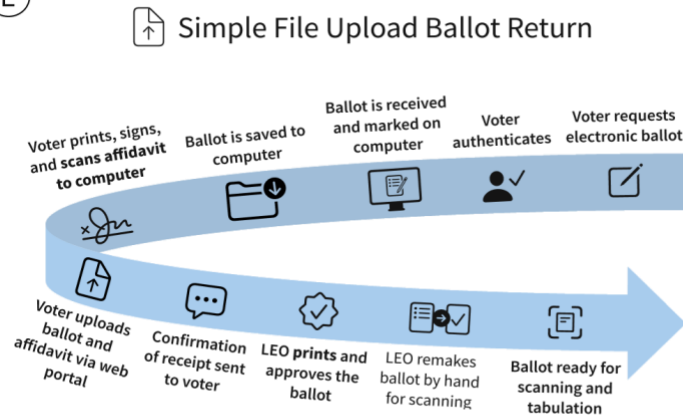 E
Simple File Upload Ballot Return
Voter requests
electronic ballot
Voter
authenticates
Ballot is received
and marked on
computer
Ballot is saved to
computer
Voter prints, signs,
and scans affidavit
to computer
Voter uploads
ballot and
affidavit via web
portal
Confirmation
of receipt sent
to voter
LEO prints and
approves the
ballot
LEO remakes
ballot by hand
for scanning
Ballot ready for
scanning and
tabulation